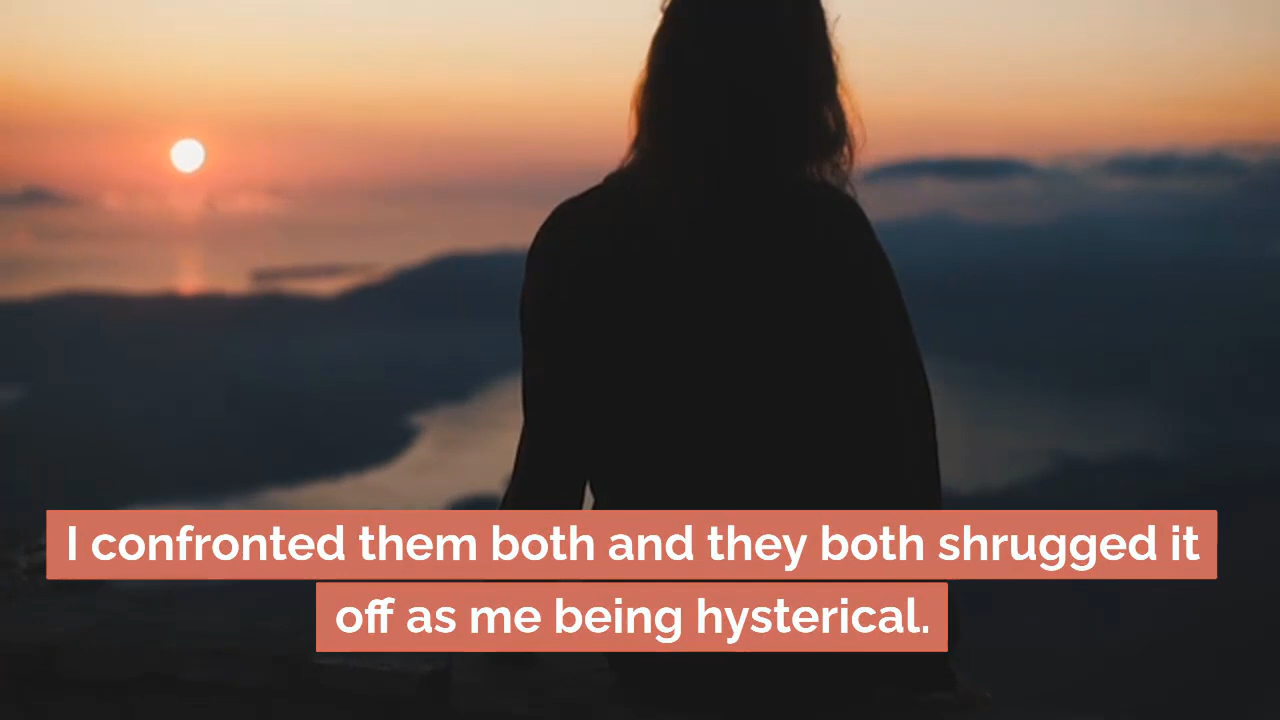 I confronted them both and they both shrugged it
off as me being hysterical.